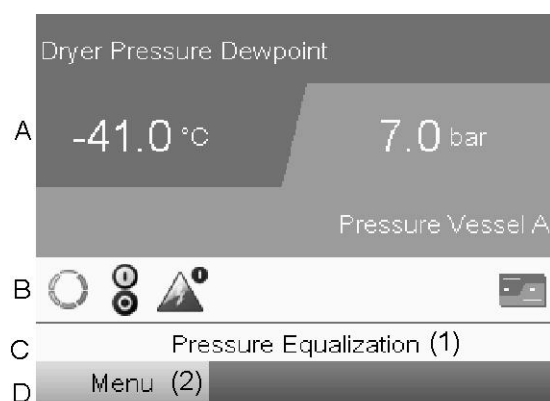 Dryer Pressure Dewpoint
A
-41.0 °C
7.0 bar
Pressure Vessel A
B
C
Pressure Equalization (1)
D
Menu (2)